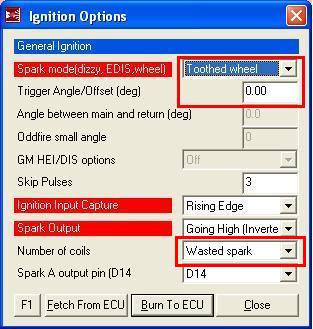 Ignition Options
General Ignition
Spark mode(dizzy, EDIS,wheel) Toothed wheel
Trigger Angle/Offset (deg) 0.00
Angle between main and return (deg) 0.0
Oddfire small angle 0
GM HEI/DIS options Off
Skip Pulses 3
Ignition Input Capture Rising Edge
Spark Output Going High (Inverte
Number of coils Wasted spark
Spark A output pin (D14 D14
F1 Fetch From ECU Burn To ECU Close